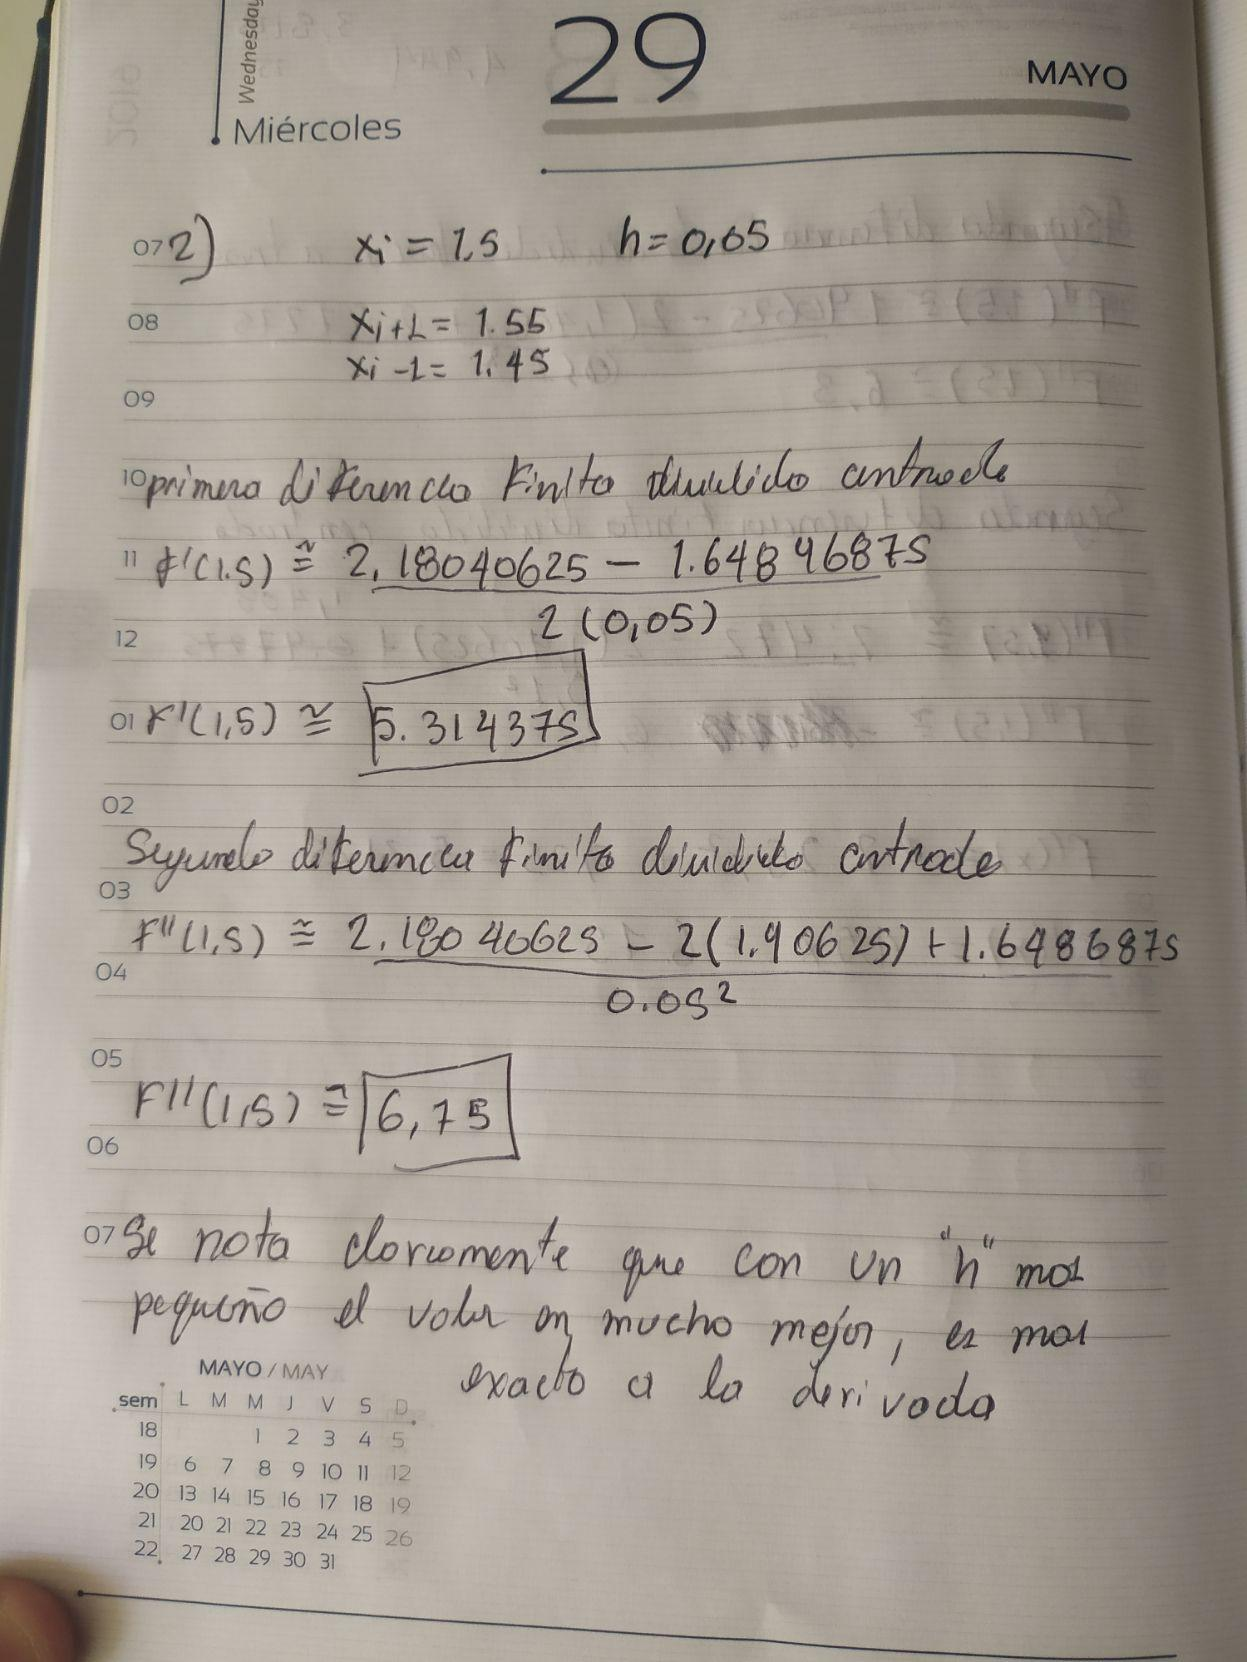 Wednesday
Miércoles
29
MAYO
07 2) xi = 1,5 h = 0,05
08 xi+1 = 1.55
xi-1 = 1.45
09
10 primera diferencia finita dividida centrada
11 F'(1.5) ≅ 2,18040625 - 1.64896875
2(0,05)
12
01 F'(1,5) ≅ 5.314375
02
Segunda diferencia finita dividida centrada
03
F''(1,5) ≅ 2.18040625 - 2(1.90625) + 1.6486875
04
0.05²
05
F''(1,5) ≅ 6,75
06
07 Se nota claramente que con un "h" mas
pequeño el valor en mucho mejor, es mas
exacto a la derivada
MAYO / MAY
sem L M M J V S D
18 1 2 3 4 5
19 6 7 8 9 10 11 12
20 13 14 15 16 17 18 19
21 20 21 22 23 24 25 26
22 27 28 29 30 31